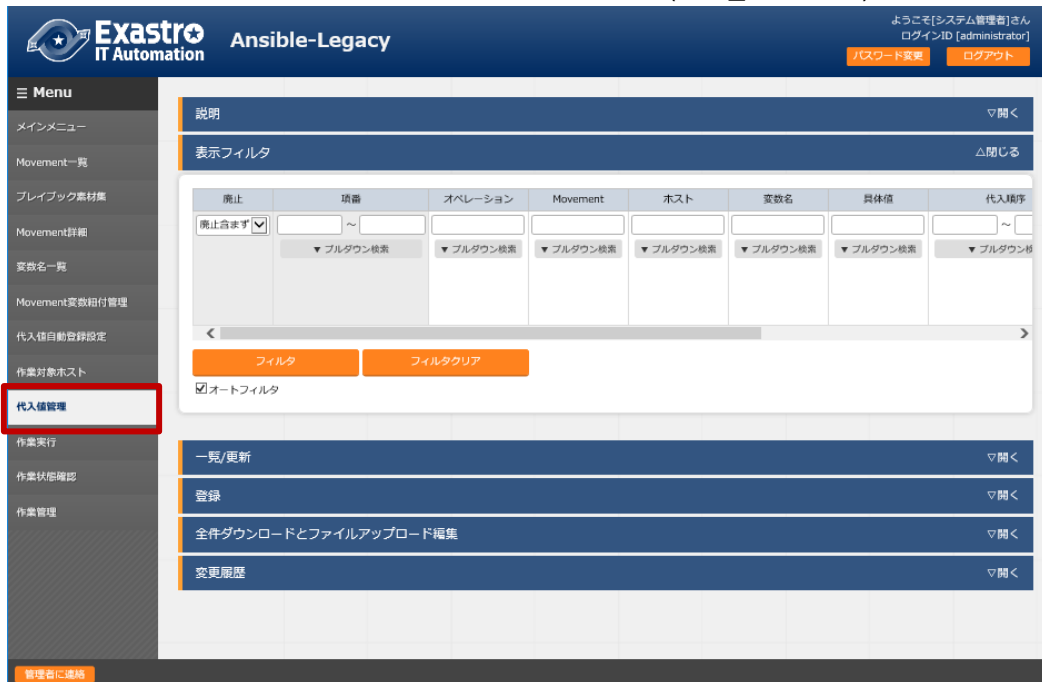 Exastro
IT Automation
Ansible-Legacy
ようこそ[システム管理者]さん
ログインID [administrator]
パスワード変更 ログアウト
Menu
メインメニュー
Movement一覧
プレイブック素材集
Movement詳細
変数名一覧
Movement変数紐付管理
代入値自動登録設定
作業対象ホスト
代入値管理
作業実行
作業状態確認
作業管理
説明 ▽開く
表示フィルタ △閉じる
廃止 項番 オペレーション Movement ホスト 変数名 具体値 代入順序
廃止含まず ~ ~
▼ プルダウン検索 ▼ プルダウン検索 ▼ プルダウン検索 ▼ プルダウン検索 ▼ プルダウン検索 ▼ プルダウン検索 ▼ プルダウン検
フィルタ フィルタクリア
オートフィルタ
一覧/更新 ▽開く
登録 ▽開く
全件ダウンロードとファイルアップロード編集 ▽開く
変更履歴 ▽開く
管理者に連絡